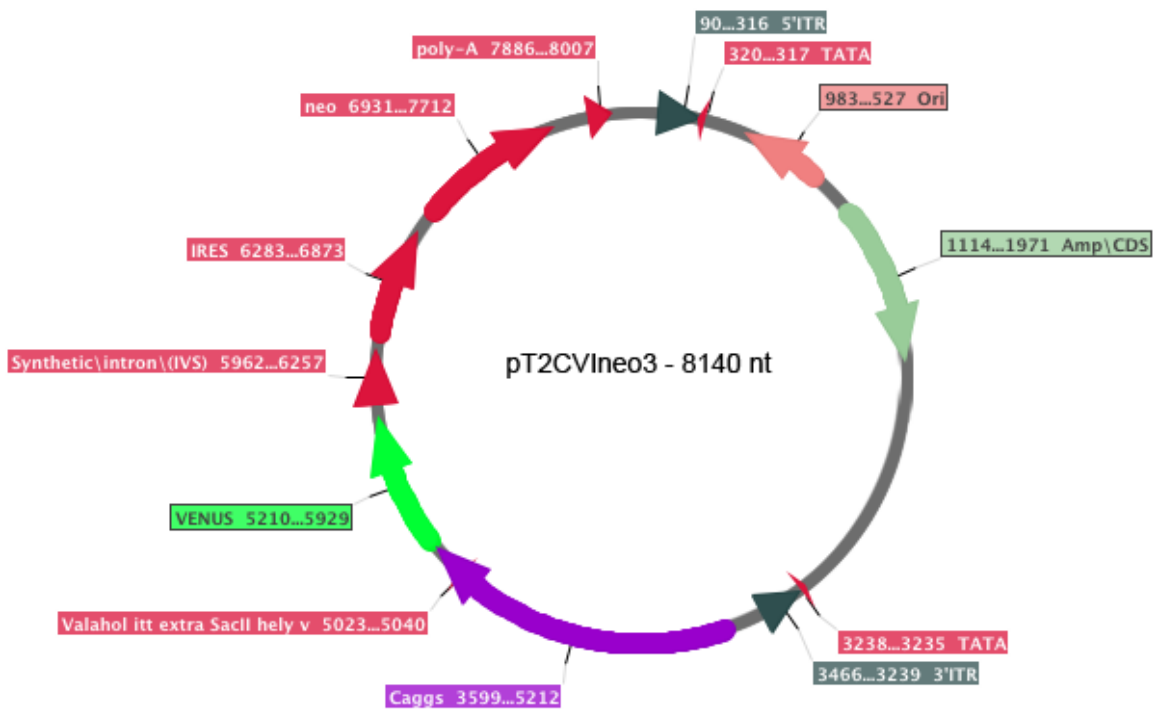 90...316 5'ITR
poly-A 7886...8007
320...317 TATA
983...527 Ori
neo 6931...7712
1114...1971 Amp\CDS
IRES 6283...6873
Synthetic\intron\(IVS) 5962...6257
pT2CVIneo3 - 8140 nt
VENUS 5210...5929
Valahol itt extra SacII hely v 5023...5040
3238...3235 TATA
3466...3239 3'ITR
Caggs 3599...5212